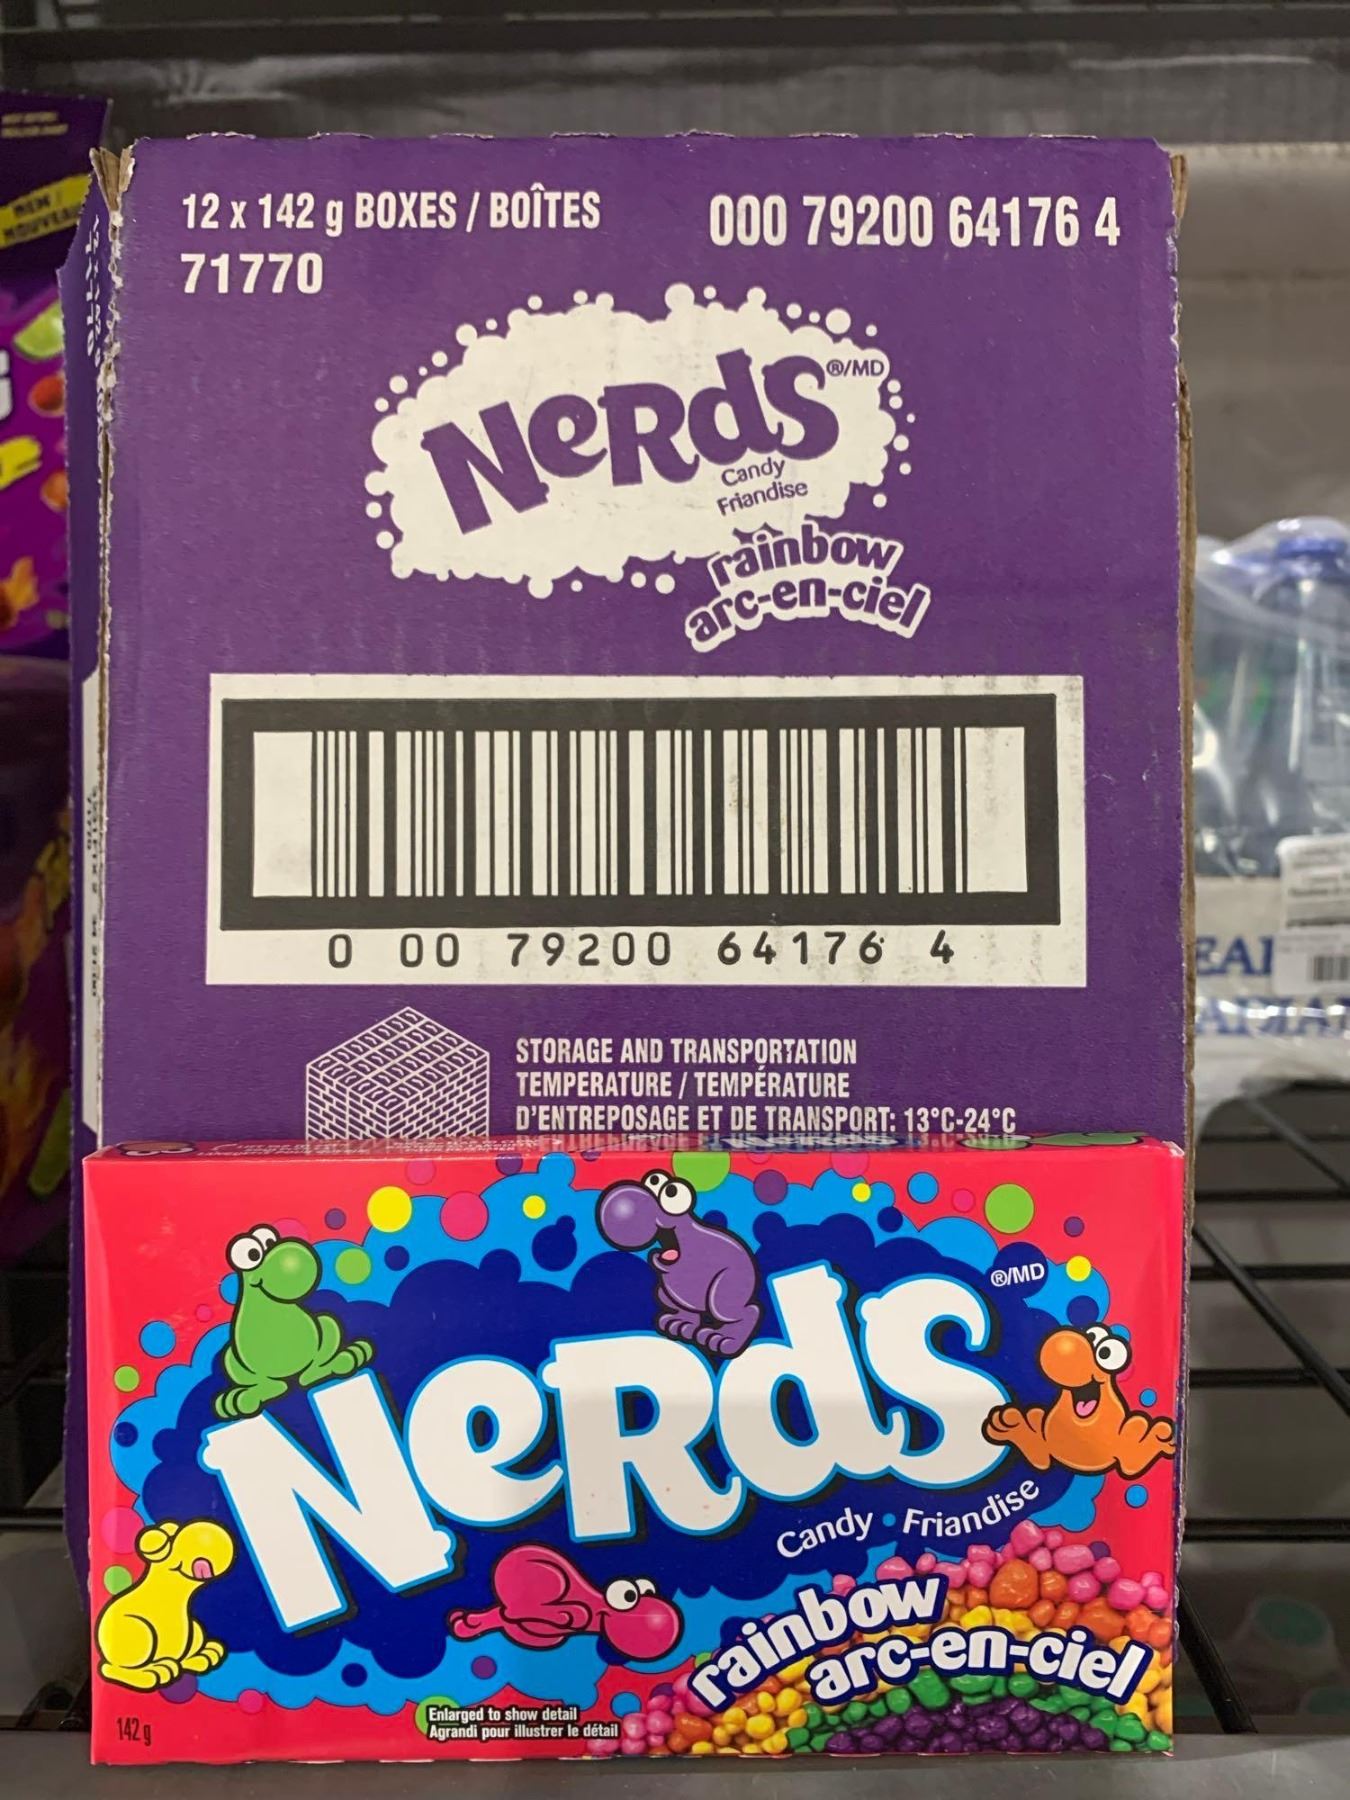 12 x 142 g BOXES / BOÎTES
71770
000 79200 64176 4
NeRdS ®/MD
Candy
Friandise
rainbow
arc-en-ciel
0 00 79200 64176 4
STORAGE AND TRANSPORTATION
TEMPERATURE / TEMPÉRATURE
D'ENTREPOSAGE ET DE TRANSPORT: 13°C-24°C
NeRdS ®/MD
Candy • Friandise
rainbow
arc-en-ciel
Enlarged to show detail
Agrandi pour illustrer le détail
142 g